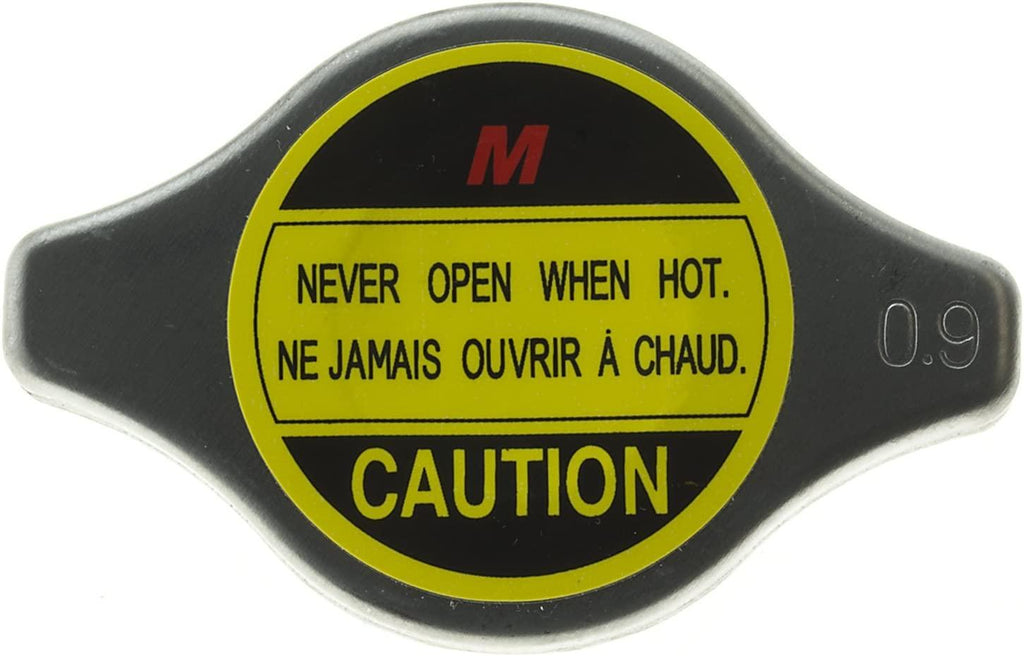 M
NEVER OPEN WHEN HOT.
NE JAMAIS OUVRIR À CHAUD.
0.9
CAUTION